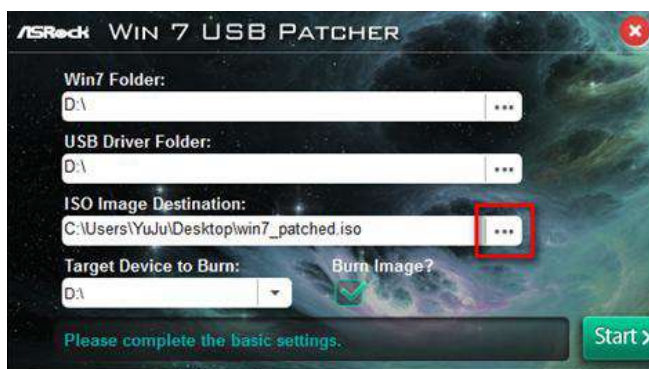 ASRock WIN 7 USB PATCHER
Win7 Folder:
D:\
...
USB Driver Folder:
D:\
...
ISO Image Destination:
C:\Users\YuJu\Desktop\win7_patched.iso
...
Target Device to Burn: Burn Image?
D:\
Please complete the basic settings.
Start